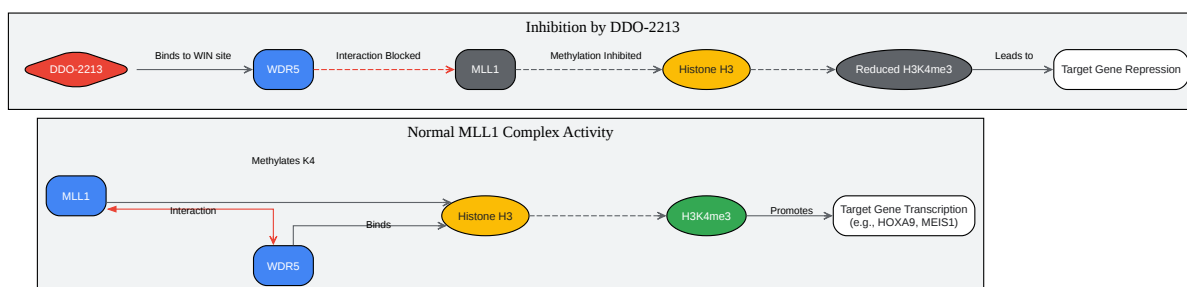 Inhibition by DDO-2213
DDO-2213
Binds to WIN site
WDR5
Interaction Blocked
MLL1
Methylation Inhibited
Histone H3
Reduced H3K4me3
Leads to
Target Gene Repression
Normal MLL1 Complex Activity
Methylates K4
MLL1
Interaction
WDR5
Binds
Histone H3
H3K4me3
Promotes
Target Gene Transcription
(e.g., HOXA9, MEIS1)